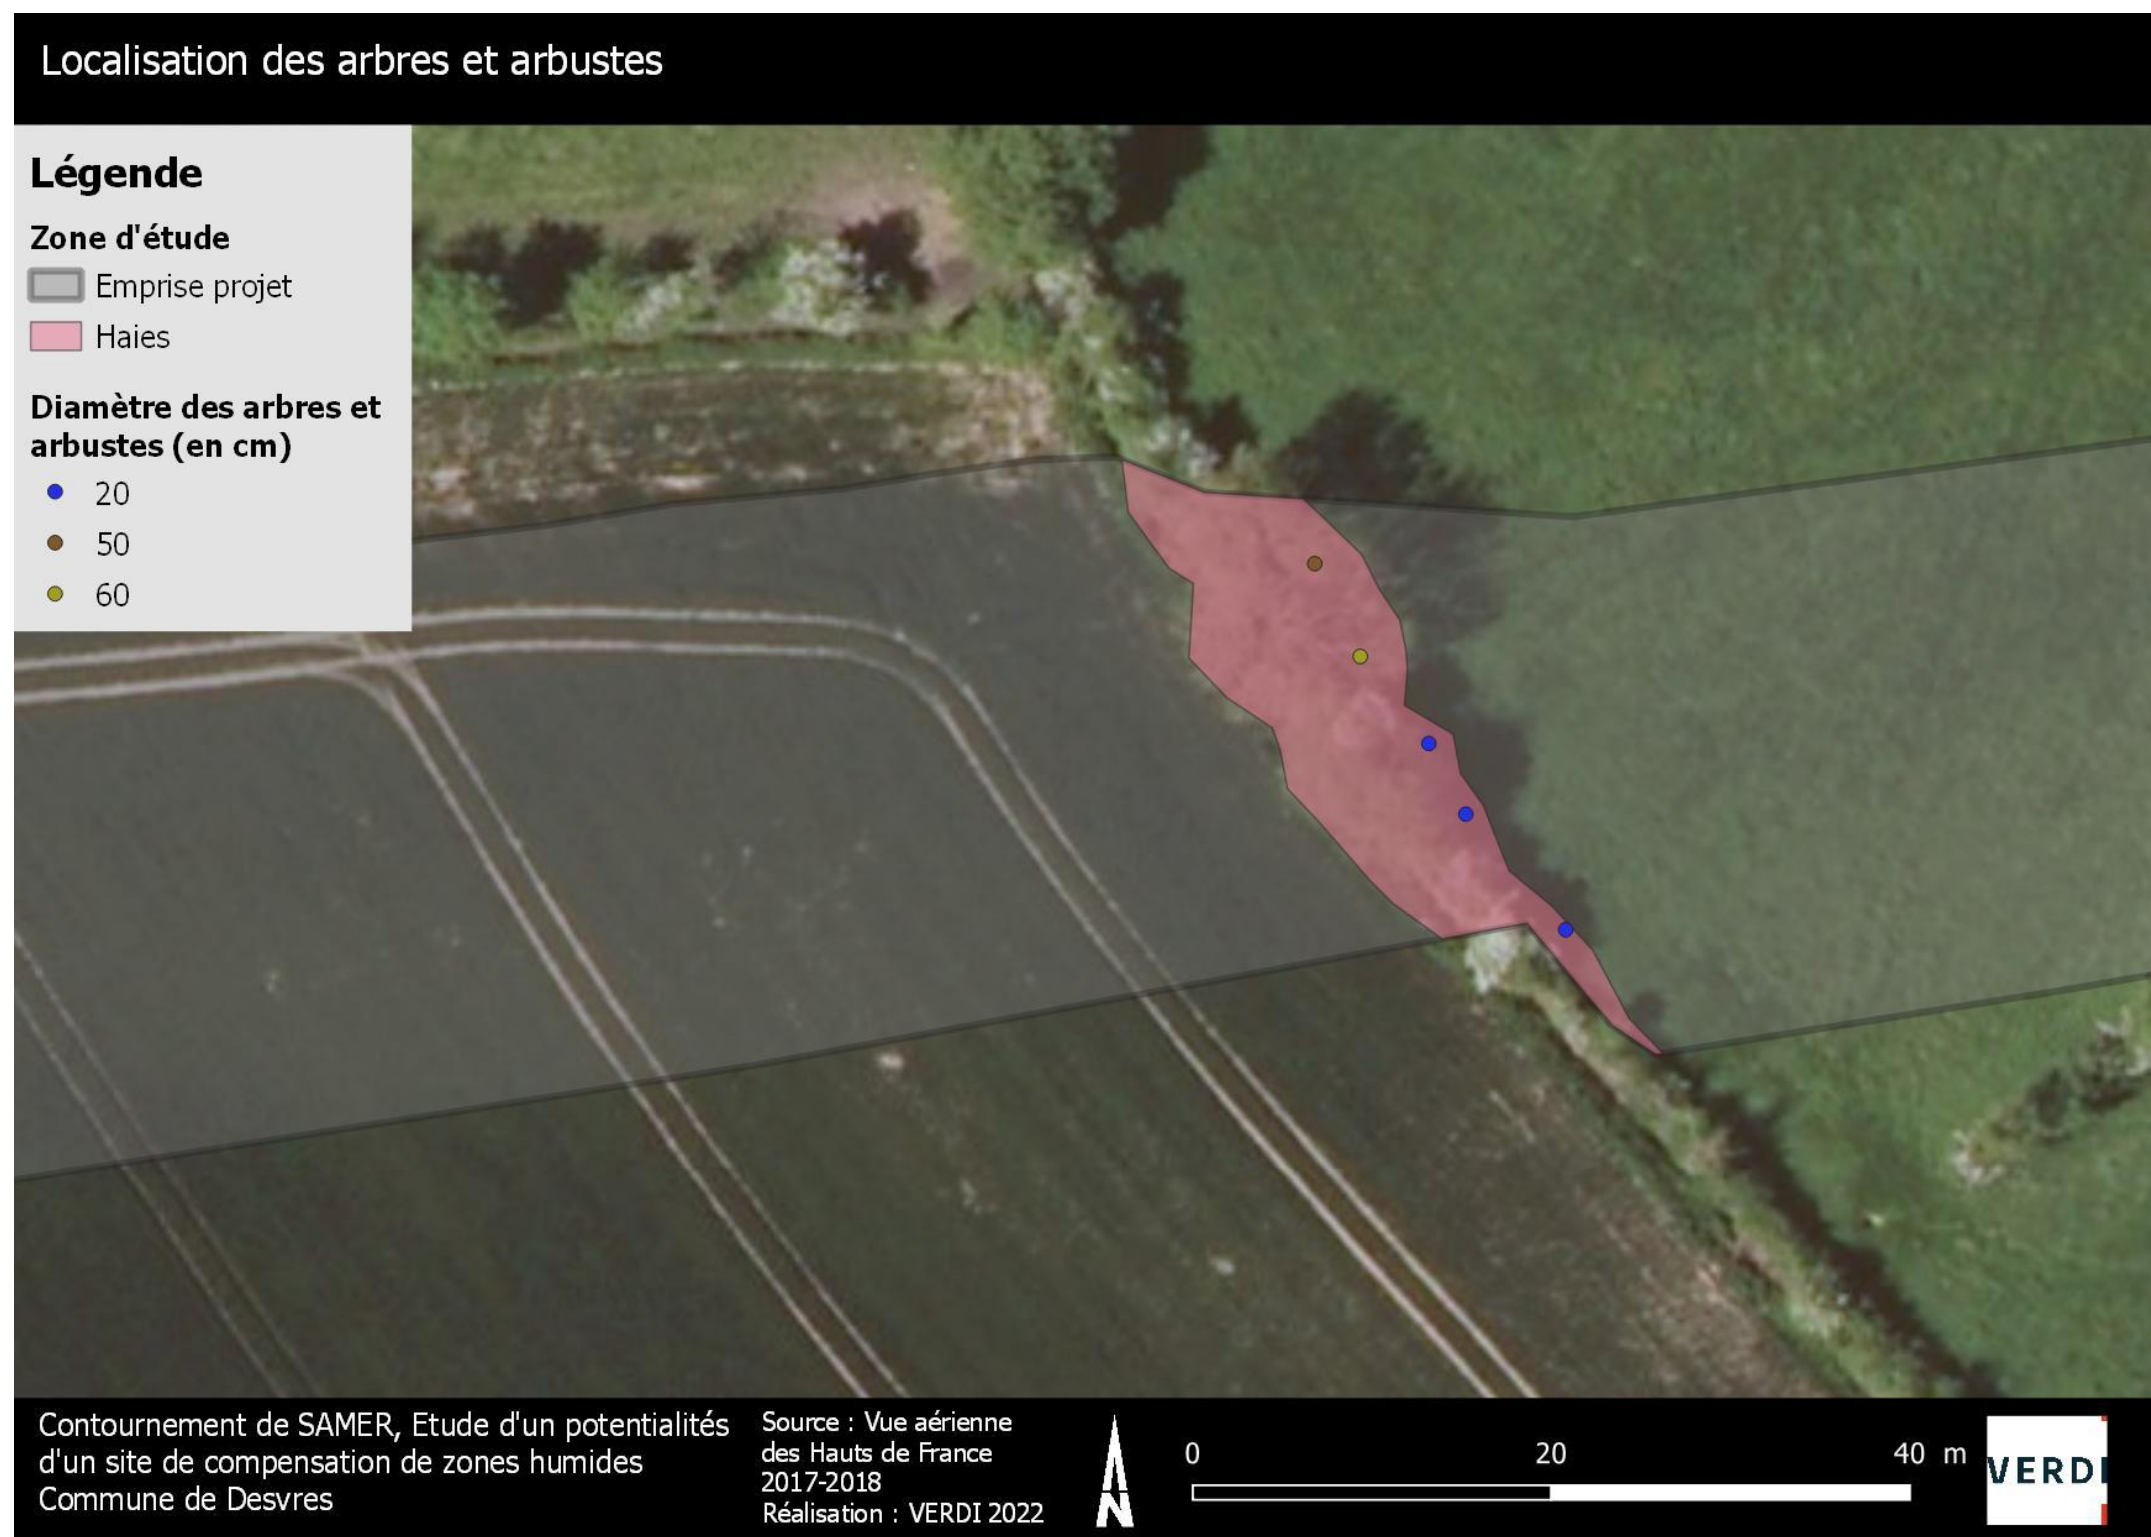 Localisation des arbres et arbustes
Légende
Zone d'étude
Emprise projet
Haies
Diamètre des arbres et
arbustes (en cm)
20
50
60
Contournement de SAMER, Etude d'un potentialités
d'un site de compensation de zones humides
Commune de Desvres
Source : Vue aérienne
des Hauts de France
2017-2018
Réalisation : VERDI 2022
N
0 20 40 m
VERDI